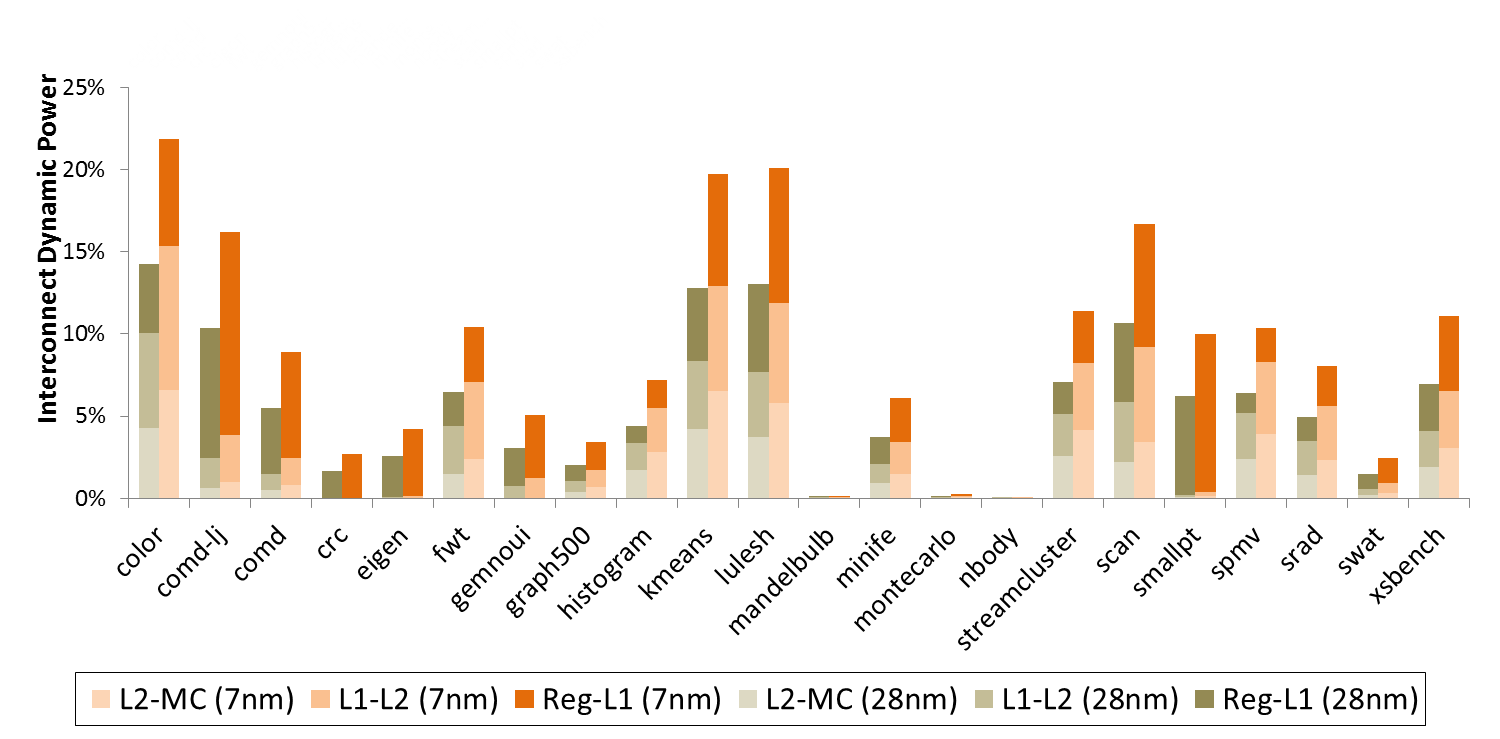 Interconnect Dynamic Power
25%
20%
15%
10%
5%
0%
color
comd-lj
comd
crc
eigen
fwt
gemnoui
graph500
histogram
kmeans
lulesh
mandelbulb
minife
montecarlo
nbody
streamcluster
scan
smallpt
spmv
srad
swat
xsbench
L2-MC (7nm) L1-L2 (7nm) Reg-L1 (7nm) L2-MC (28nm) L1-L2 (28nm) Reg-L1 (28nm)